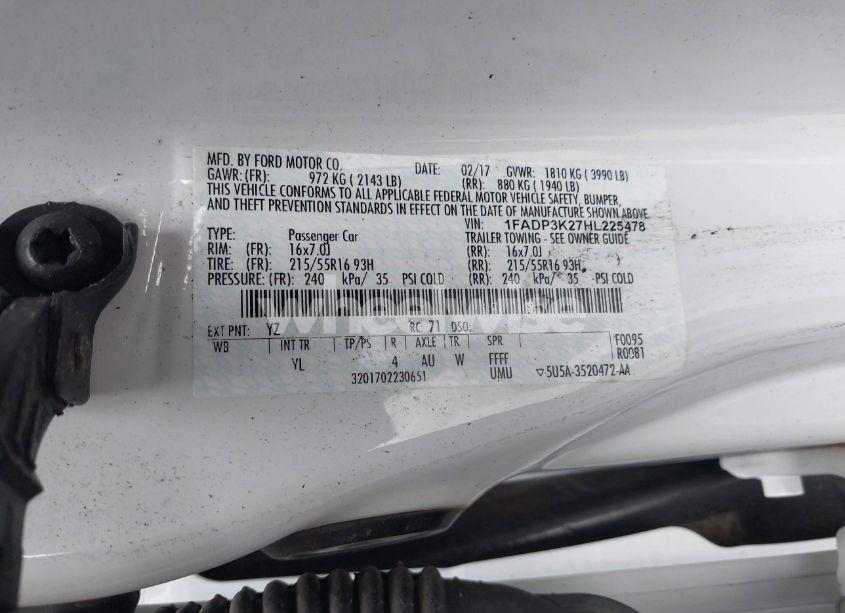 MFD. BY FORD MOTOR CO. DATE: 02/17 GVWR: 1810 KG ( 3990 LB)
GAWR: (FR): 972 KG ( 2143 LB) (RR): 880 KG ( 1940 LB)
THIS VEHICLE CONFORMS TO ALL APPLICABLE FEDERAL MOTOR VEHICLE SAFETY, BUMPER,
AND THEFT PREVENTION STANDARDS IN EFFECT ON THE DATE OF MANUFACTURE SHOWN ABOVE.
VIN: 1FADP3K27HL225478
TYPE: Passenger Car TRAILER TOWING - SEE OWNER GUIDE
RIM: (FR): 16x7.0J (RR): 16x7.0J
TIRE: (FR): 215/55R16 93H (RR): 215/55R16 93H
PRESSURE: (FR): 240 kPa/ 35 PSI COLD (RR): 240 kPa/ 35 PSI COLD
wheelwise
EXT PNT: YZ RC: 71 DSO:
WB INT TR TP/PS R AXLE TR SPR F0095
YL 4 AU W FFFF R0081
3201702230651 UMU ▽5U5A-3520472-AA